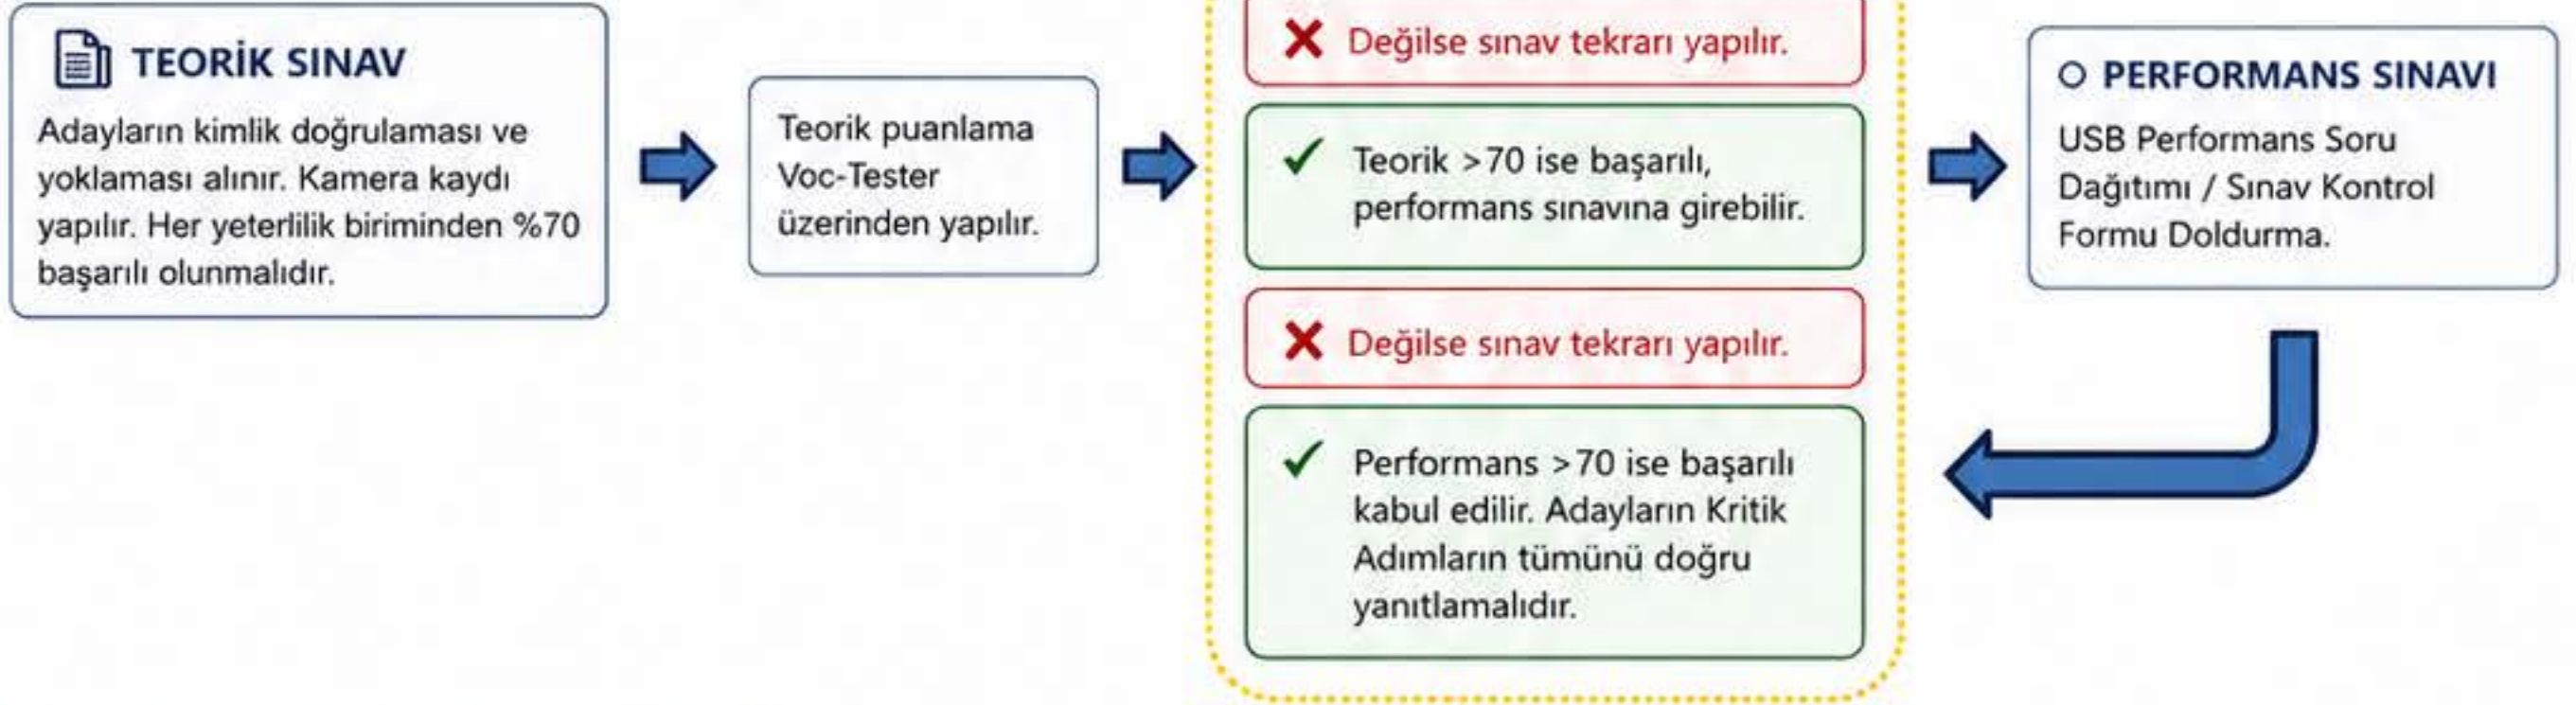 TEORİK SINAV
Adayların kimlik doğrulaması ve
yoklaması alınır. Kamera kaydı
yapılır. Her yeterlilik biriminden %70
başarılı olunmalıdır.
Teorik puanlama
Voc-Tester
üzerinden yapılır.
Değilse sınav tekrarı yapılır.
Teorik >70 ise başarılı,
performans sınavına girebilir.
Değilse sınav tekrarı yapılır.
Performans >70 ise başarılı
kabul edilir. Adayların Kritik
Adımların tümünü doğru
yanıtlamalıdır.
PERFORMANS SINAVI
USB Performans Soru
Dağıtımı / Sınav Kontrol
Formu Doldurma.